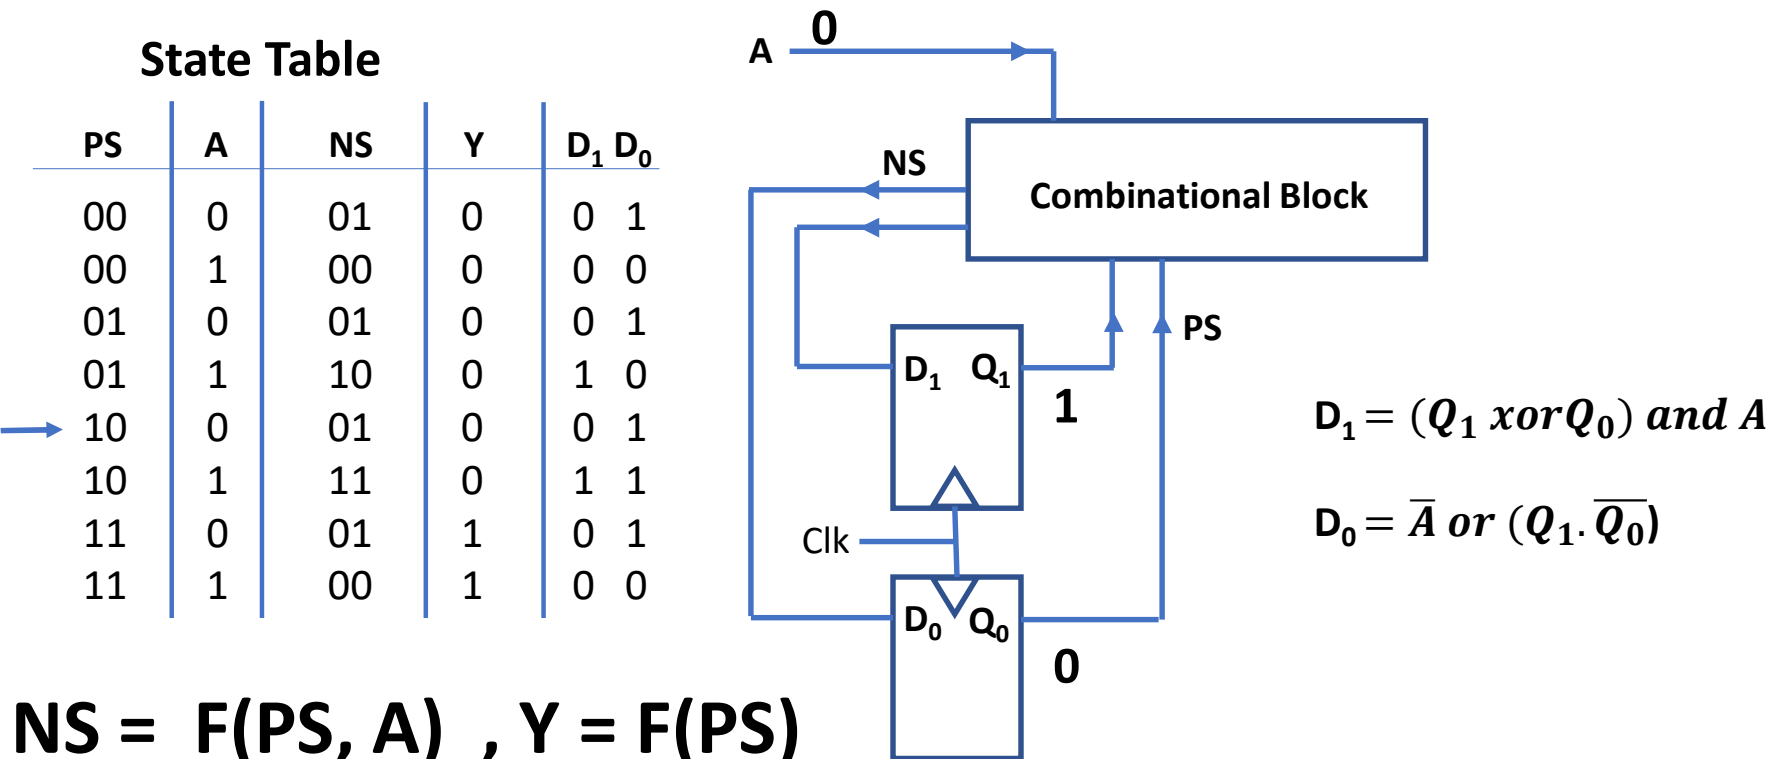 State Table
PS A NS Y D₁ D₀
00 0 01 0 0 1
00 1 00 0 0 0
01 0 01 0 0 1
01 1 10 0 1 0
10 0 01 0 0 1
10 1 11 0 1 1
11 0 01 1 0 1
11 1 00 1 0 0
NS = F(PS, A) , Y = F(PS)
A 0
Combinational Block
NS
PS
D₁ Q₁
1
Clk
D₀ Q₀
0
D₁ = (Q₁ xorQ₀) and A
D₀ = A̅ or (Q₁. Q̅₀)